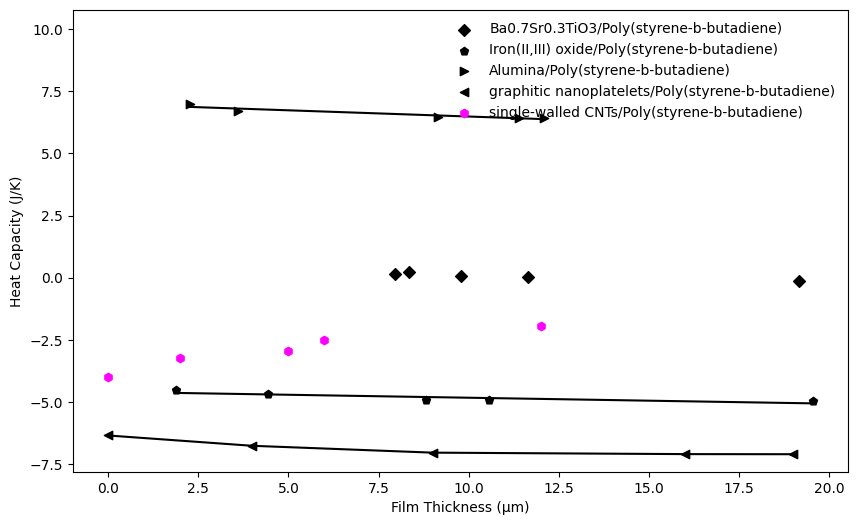 Ba0.7Sr0.3TiO3/Poly(styrene-b-butadiene)
Iron(II,III) oxide/Poly(styrene-b-butadiene)
Alumina/Poly(styrene-b-butadiene)
graphitic nanoplatelets/Poly(styrene-b-butadiene)
single-walled CNTs/Poly(styrene-b-butadiene)
Heat Capacity (J/K)
10.0
7.5
5.0
2.5
0.0
−2.5
−5.0
−7.5
0.0 2.5 5.0 7.5 10.0 12.5 15.0 17.5 20.0
Film Thickness (μm)